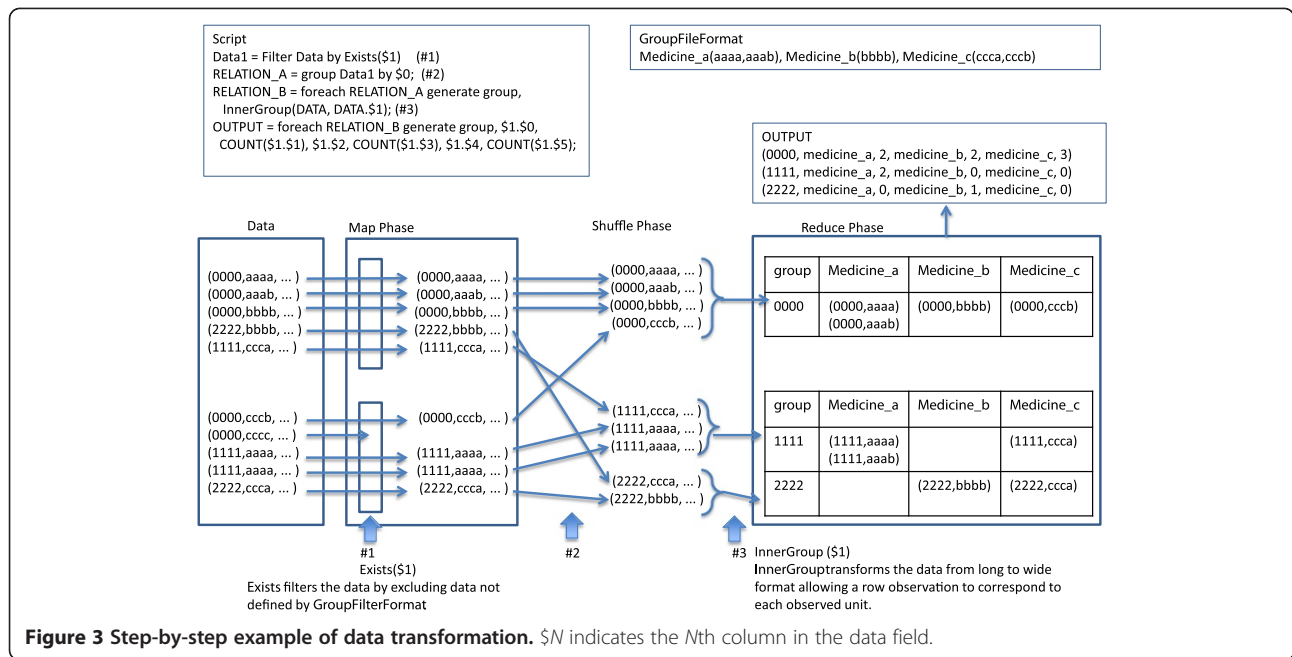 Script
Data1 = Filter Data by Exists($1) (#1)
RELATION_A = group Data1 by $0; (#2)
RELATION_B = foreach RELATION_A generate group,
InnerGroup(DATA, DATA.$1); (#3)
OUTPUT = foreach RELATION_B generate group, $1.$0,
COUNT($1.$1), $1.$2, COUNT($1.$3), $1.$4, COUNT($1.$5);
GroupFileFormat
Medicine_a(aaaa,aaab), Medicine_b(bbbb), Medicine_c(ccca,cccb)
OUTPUT
(0000, medicine_a, 2, medicine_b, 2, medicine_c, 3)
(1111, medicine_a, 2, medicine_b, 0, medicine_c, 0)
(2222, medicine_a, 0, medicine_b, 1, medicine_c, 0)
Data
(0000,aaaa, ... )
(0000,aaab, ... )
(0000,bbbb, ... )
(2222,bbbb, ... )
(1111,ccca, ... )
(0000,cccb, ... )
(0000,cccc, ... )
(1111,aaaa, ... )
(1111,aaaa, ... )
(2222,ccca, ... )
Map Phase
(0000,aaaa, ... )
(0000,aaab, ... )
(0000,bbbb, ... )
(2222,bbbb, ... )
(1111,ccca, ... )
(0000,cccb, ... )
(1111,aaaa, ... )
(1111,aaaa, ... )
(2222,ccca, ... )
Shuffle Phase
(0000,aaaa, ... )
(0000,aaab, ... )
(0000,bbbb, ... )
(0000,cccb, ... )
(1111,ccca, ... )
(1111,aaaa, ... )
(1111,aaaa, ... )
(2222,ccca, ... )
(2222,bbbb, ... )
Reduce Phase
group Medicine_a Medicine_b Medicine_c
0000 (0000,aaaa) (0000,bbbb) (0000,cccb)
(0000,aaab)
group Medicine_a Medicine_b Medicine_c
1111 (1111,aaaa) (1111,ccca)
(1111,aaab)
2222 (2222,bbbb) (2222,ccca)
#1
Exists($1)
Exists filters the data by excluding data not
defined by GroupFilterFormat
#2
#3 InnerGroup ($1)
InnerGrouptransforms the data from long to wide
format allowing a row observation to correspond to
each observed unit.
Figure 3 Step-by-step example of data transformation. $N indicates the Nth column in the data field.